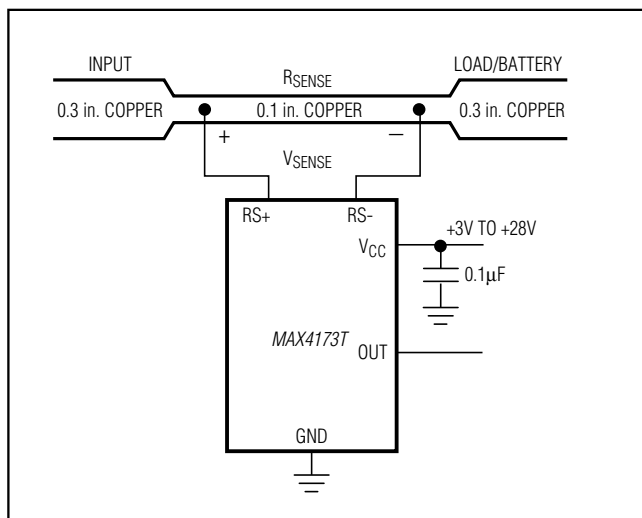 INPUT
LOAD/BATTERY
RSENSE
0.3 in. COPPER
0.1 in. COPPER
0.3 in. COPPER
+
−
VSENSE
RS+
RS-
VCC
+3V TO +28V
0.1µF
MAX4173T
OUT
GND